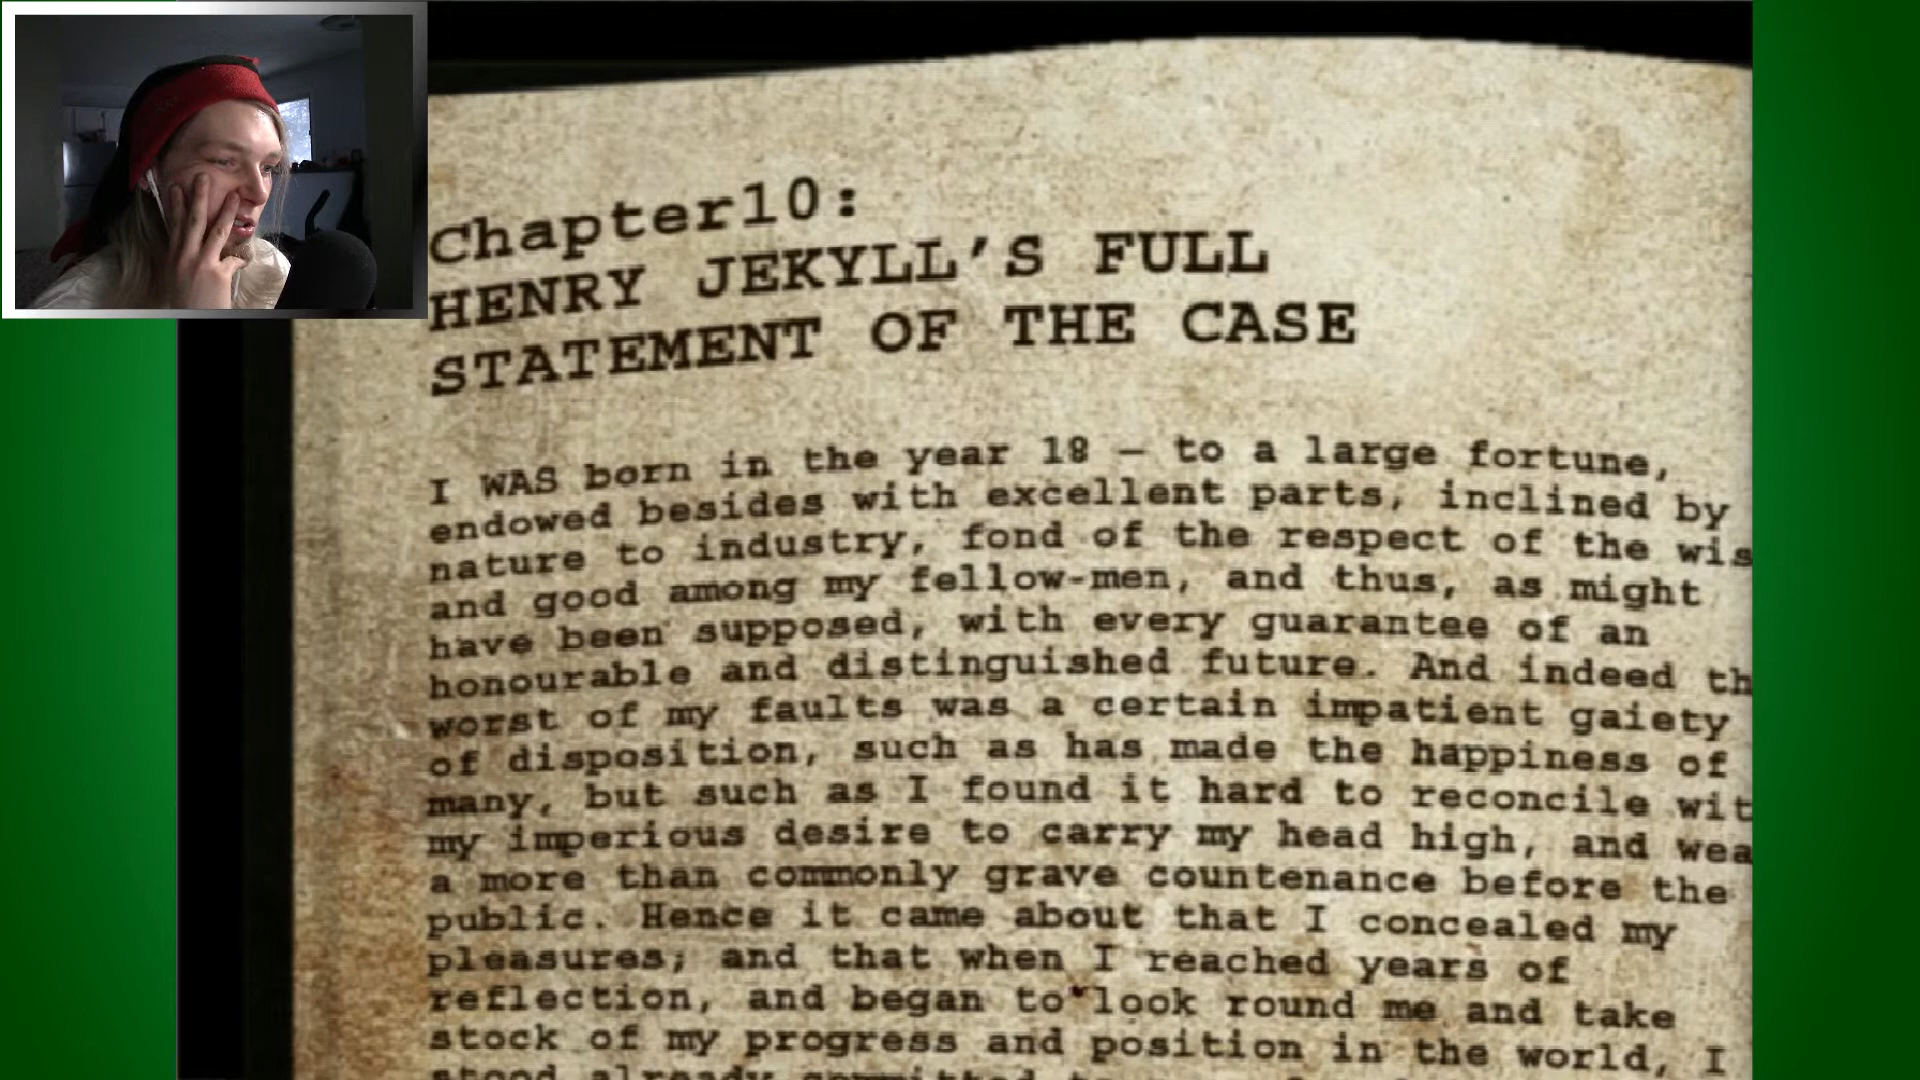 Chapter10:
HENRY JEKYLL'S FULL
STATEMENT OF THE CASE
I WAS born in the year 18 — to a large fortune,
endowed besides with excellent parts, inclined by
nature to industry, fond of the respect of the wis
and good among my fellow-men, and thus, as might
have been supposed, with every guarantee of an
honourable and distinguished future. And indeed th
worst of my faults was a certain impatient gaiety
of disposition, such as has made the happiness of
many, but such as I found it hard to reconcile wit
my imperious desire to carry my head high, and wea
a more than commonly grave countenance before the
public. Hence it came about that I concealed my
pleasures; and that when I reached years of
reflection, and began to look round me and take
stock of my progress and position in the world, I
stood already committed to